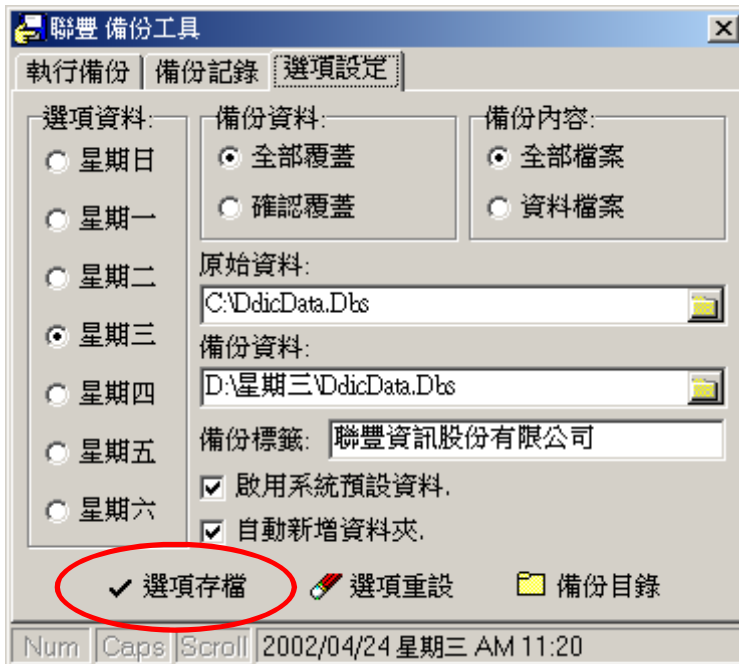 聯豐 備份工具
執行備份 備份記錄 選項設定
選項資料:
星期日
星期一
星期二
星期三
星期四
星期五
星期六
備份資料:
全部覆蓋
確認覆蓋
備份內容:
全部檔案
資料檔案
原始資料:
C:\DdicData.Dbs
備份資料:
D:\星期三\DdicData.Dbs
備份標籤: 聯豐資訊股份有限公司
啟用系統預設資料.
自動新增資料夾.
選項存檔 選項重設 備份目錄
Num Caps Scroll 2002/04/24 星期三 AM 11:20